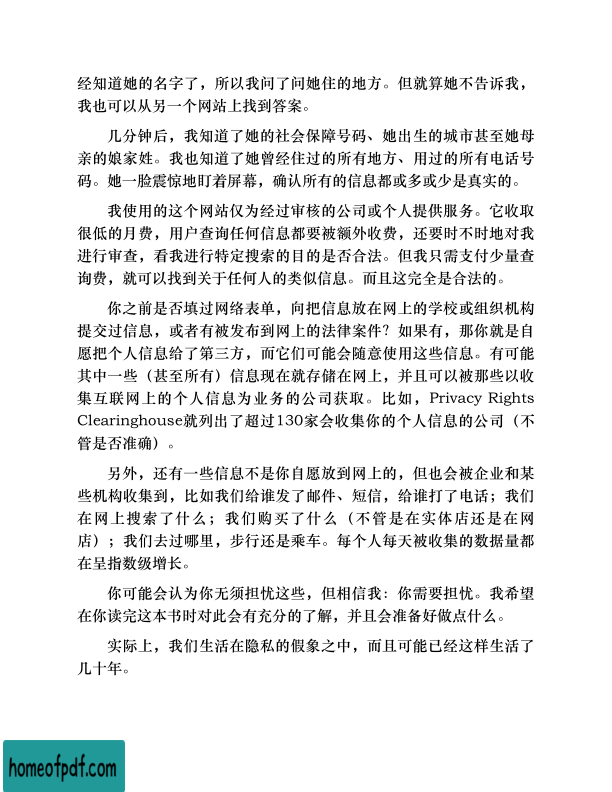 经知道她的名字了，所以我问了问她住的地方。但就算她不告诉我，
我也可以从另一个网站上找到答案。
几分钟后，我知道了她的社会保障号码、她出生的城市甚至她母
亲的娘家姓。我也知道了她曾经住过的所有地方、用过的所有电话号
码。她一脸震惊地盯着屏幕，确认所有的信息都或多或少是真实的。
我使用的这个网站仅为经过审核的公司或个人提供服务。它收取
很低的月费，用户查询任何信息都要被额外收费，还要时不时地对我
进行审查，看我进行特定搜索的目的是否合法。但我只需支付少量查
询费，就可以找到关于任何人的类似信息。而且这完全是合法的。
你之前是否填过网络表单，向把信息放在网上的学校或组织机构
提交过信息，或者有被发布到网上的法律案件？如果有，那你就是自
愿把个人信息给了第三方，而它们可能会随意使用这些信息。有可能
其中一些（甚至所有）信息现在就存储在网上，并且可以被那些以收
集互联网上的个人信息为业务的公司获取。比如，Privacy Rights
Clearinghouse就列出了超过130家会收集你的个人信息的公司（不
管是否准确）。
另外，还有一些信息不是你自愿放到网上的，但也会被企业和某
些机构收集到，比如我们给谁发了邮件、短信，给谁打了电话；我们
在网上搜索了什么；我们购买了什么（不管是在实体店还是在网
店）；我们去过哪里，步行还是乘车。每个人每天被收集的数据量都
在呈指数级增长。
你可能会认为你无须担忧这些，但相信我：你需要担忧。我希望
在你读完这本书时对此会有充分的了解，并且会准备好做点什么。
实际上，我们生活在隐私的假象之中，而且可能已经这样生活了
几十年。
homeofpdf.com